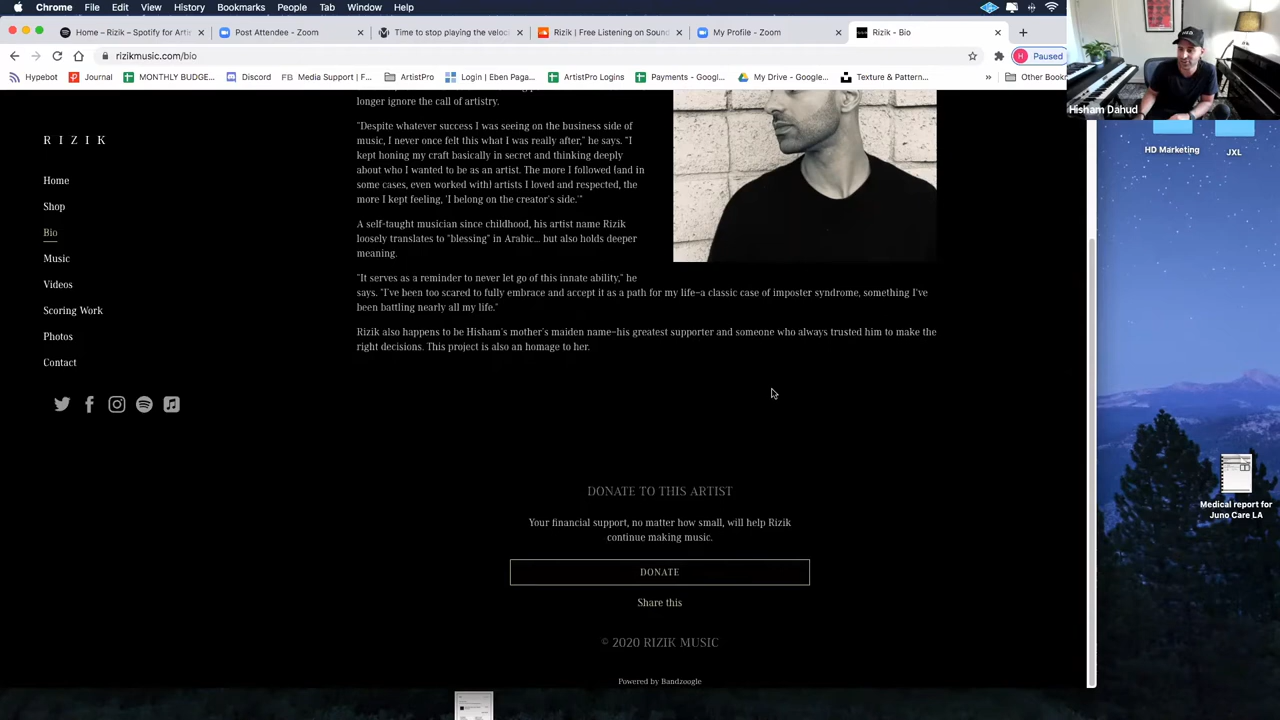 Chrome File Edit View History Bookmarks People Tab Window Help
Home – Rizik – Spotify for Artis
Post Attendee - Zoom
Time to stop playing the veloci
Rizik | Free Listening on Soun
My Profile - Zoom
Rizik - Bio
rizikmusic.com/bio
Paused
Hypebot
Journal
MONTHLY BUDGE...
Discord
FB Media Support | F...
ArtistPro
Login | Eben Paga...
ArtistPro Logins
Payments - Googl...
My Drive - Google...
Texture & Pattern...
Other Book
Hisham Dahud
HD Marketing
JXL
Medical report for
Juno Care LA
RIZIK
Home
Shop
Bio
Music
Videos
Scoring Work
Photos
Contact
longer ignore the call of artistry.
"Despite whatever success I was seeing on the business side of
music, I never once felt this what I was really after," he says. "I
kept honing my craft basically in secret and thinking deeply
about who I wanted to be as an artist. The more I followed (and in
some cases, even worked with) artists I loved and respected, the
more I kept feeling, 'I belong on the creator's side.'"
A self-taught musician since childhood, his artist name Rizik
loosely translates to "blessing" in Arabic... but also holds deeper
meaning.
"It serves as a reminder to never let go of this innate ability," he
says. "I've been too scared to fully embrace and accept it as a path for my life–a classic case of imposter syndrome, something I've
been battling nearly all my life."
Rizik also happens to be Hisham's mother's maiden name–his greatest supporter and someone who always trusted him to make the
right decisions. This project is also an homage to her.
DONATE TO THIS ARTIST
Your financial support, no matter how small, will help Rizik
continue making music.
DONATE
Share this
© 2020 RIZIK MUSIC
Powered by Bandzoogle